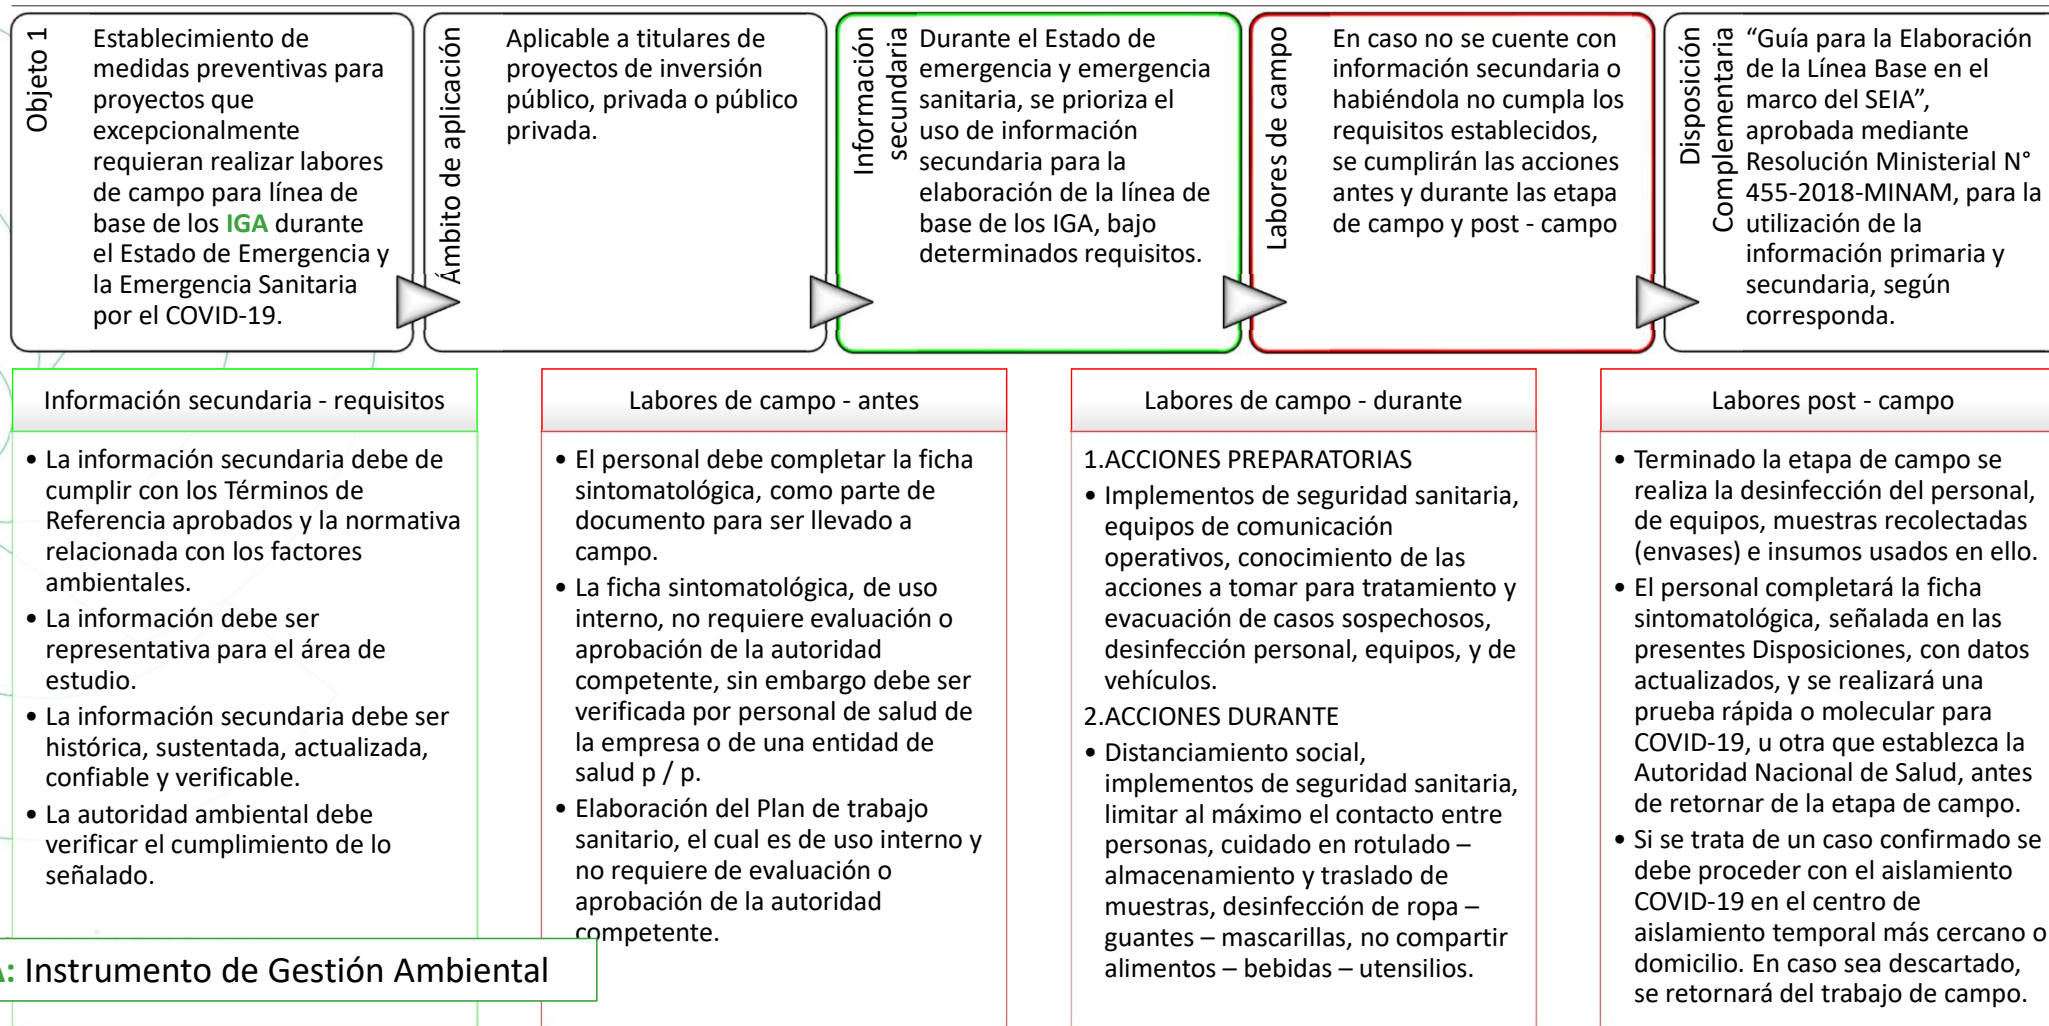 Objeto 1
Establecimiento de
medidas preventivas para
proyectos que
excepcionalmente
requieran realizar labores
de campo para línea de
base de los IGA durante
el Estado de Emergencia y
la Emergencia Sanitaria
por el COVID-19.
Ámbito de aplicación
Aplicable a titulares de
proyectos de inversión
público, privada o público
privada.
Información
secundaria
Durante el Estado de
emergencia y emergencia
sanitaria, se prioriza el
uso de información
secundaria para la
elaboración de la línea de
base de los IGA, bajo
determinados requisitos.
Labores de campo
En caso no se cuente con
información secundaria o
habiéndola no cumpla los
requisitos establecidos,
se cumplirán las acciones
antes y durante las etapa
de campo y post - campo
Disposición
Complementaria
“Guía para la Elaboración
de la Línea Base en el
marco del SEIA”,
aprobada mediante
Resolución Ministerial N°
455-2018-MINAM, para la
utilización de la
información primaria y
secundaria, según
corresponda.
Información secundaria - requisitos
• La información secundaria debe de
cumplir con los Términos de
Referencia aprobados y la normativa
relacionada con los factores
ambientales.
• La información debe ser
representativa para el área de
estudio.
• La información secundaria debe ser
histórica, sustentada, actualizada,
confiable y verificable.
• La autoridad ambiental debe
verificar el cumplimiento de lo
señalado.
Labores de campo - antes
• El personal debe completar la ficha
sintomatológica, como parte de
documento para ser llevado a
campo.
• La ficha sintomatológica, de uso
interno, no requiere evaluación o
aprobación de la autoridad
competente, sin embargo debe ser
verificada por personal de salud de
la empresa o de una entidad de
salud p / p.
• Elaboración del Plan de trabajo
sanitario, el cual es de uso interno y
no requiere de evaluación o
aprobación de la autoridad
competente.
Labores de campo - durante
1.ACCIONES PREPARATORIAS
• Implementos de seguridad sanitaria,
equipos de comunicación
operativos, conocimiento de las
acciones a tomar para tratamiento y
evacuación de casos sospechosos,
desinfección personal, equipos, y de
vehículos.
2.ACCIONES DURANTE
• Distanciamiento social,
implementos de seguridad sanitaria,
limitar al máximo el contacto entre
personas, cuidado en rotulado –
almacenamiento y traslado de
muestras, desinfección de ropa –
guantes – mascarillas, no compartir
alimentos – bebidas – utensilios.
Labores post - campo
• Terminado la etapa de campo se
realiza la desinfección del personal,
de equipos, muestras recolectadas
(envases) e insumos usados en ello.
• El personal completará la ficha
sintomatológica, señalada en las
presentes Disposiciones, con datos
actualizados, y se realizará una
prueba rápida o molecular para
COVID-19, u otra que establezca la
Autoridad Nacional de Salud, antes
de retornar de la etapa de campo.
• Si se trata de un caso confirmado se
debe proceder con el aislamiento
COVID-19 en el centro de
aislamiento temporal más cercano o
domicilio. En caso sea descartado,
se retornará del trabajo de campo.
A: Instrumento de Gestión Ambiental